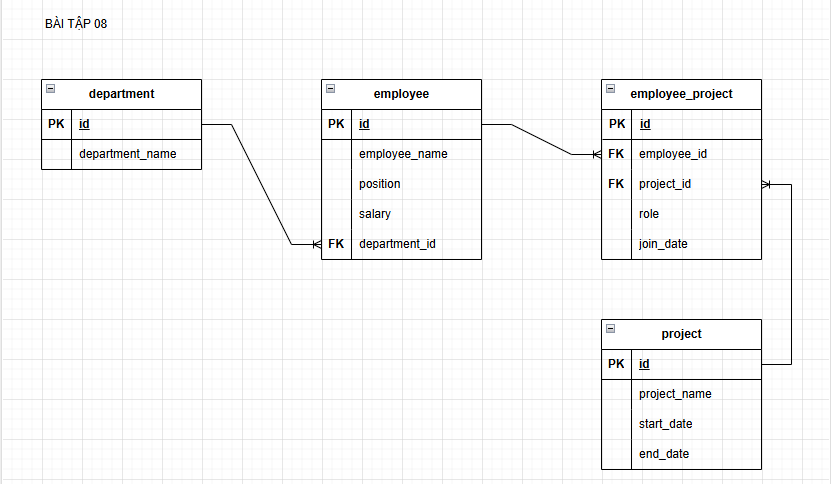 BÀI TẬP 08
department
PK id
department_name
employee
PK id
employee_name
position
salary
FK department_id
employee_project
PK id
FK employee_id
FK project_id
role
join_date
project
PK id
project_name
start_date
end_date